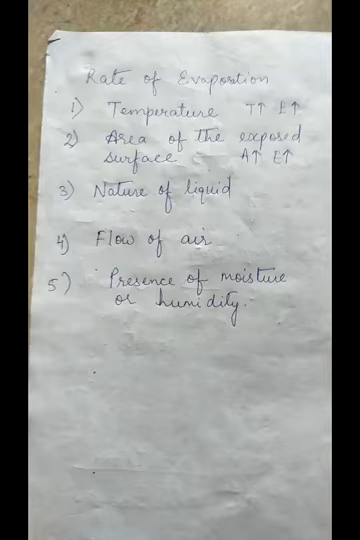 Rate of Evaportion
1) Temperature T↑ E↑
2) Area of the exposed
surface A↑ E↑
3) Nature of liquid
4) Flow of air
5) Presence of moisture
or humidity.